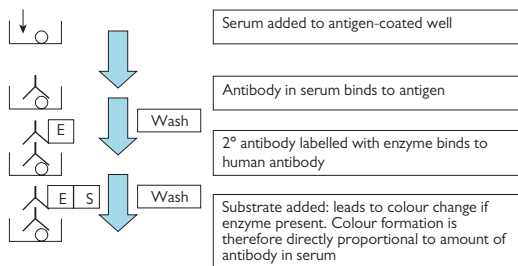 Serum added to antigen-coated well
Antibody in serum binds to antigen
Wash
E
2° antibody labelled with enzyme binds to
human antibody
Wash
E S
Substrate added: leads to colour change if
enzyme present. Colour formation is
therefore directly proportional to amount of
antibody in serum